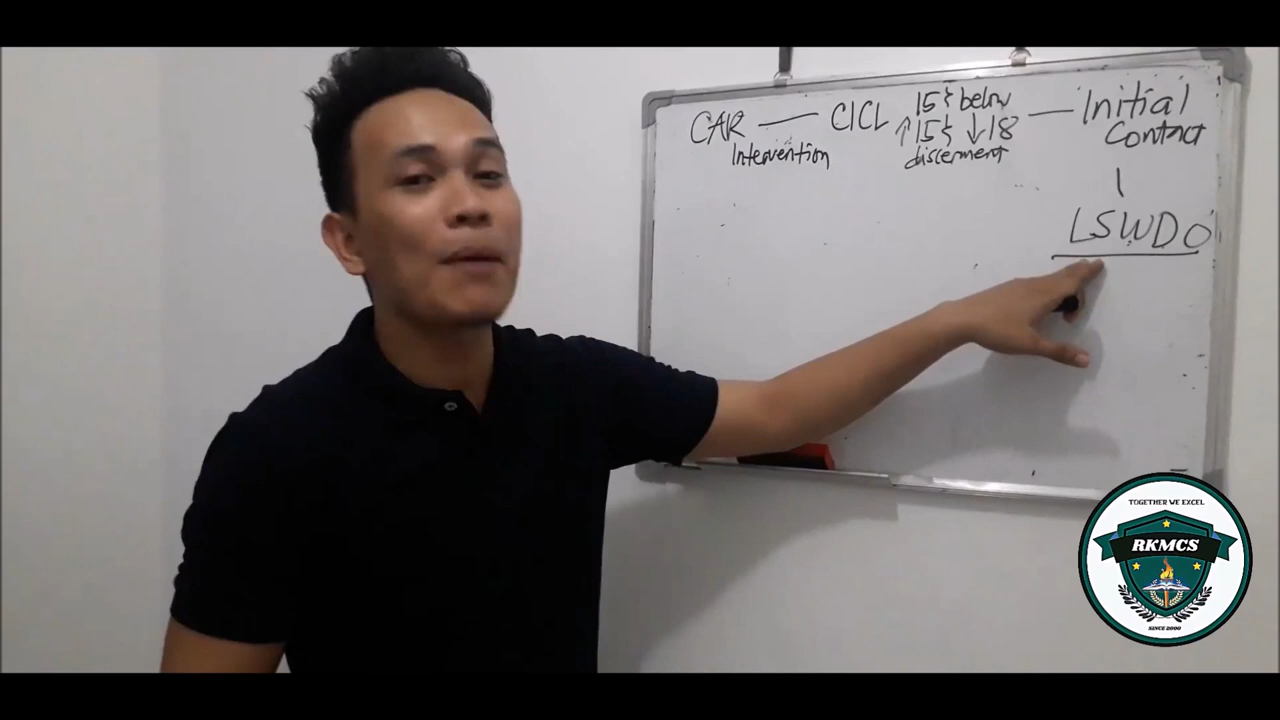 CAR — CICL 15 & below — Initial
↑15 & ↓18 Contact
Intervention discernment
LSWDO
TOGETHER WE EXCEL
RKMCS
SINCE 2000